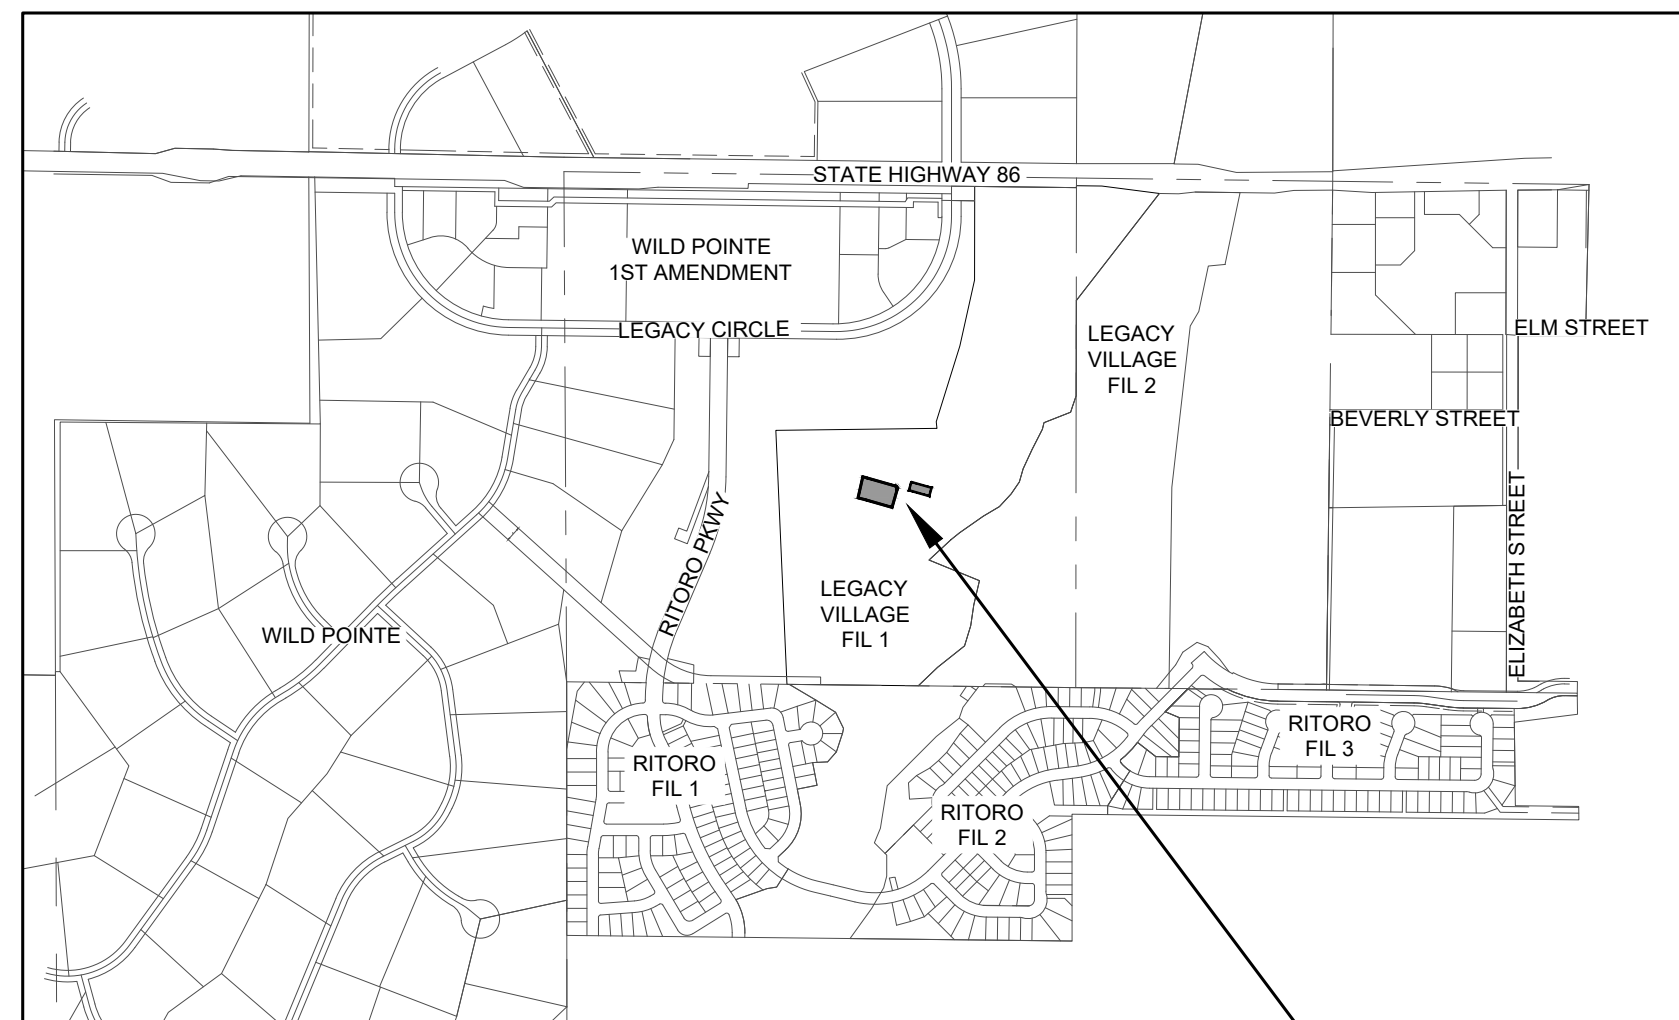 STATE HIGHWAY 86
WILD POINTE
1ST AMENDMENT
LEGACY CIRCLE
ELM STREET
LEGACY
VILLAGE
FIL 2
BEVERLY STREET
ELIZABETH STREET
RITORO PKWY
LEGACY
VILLAGE
FIL 1
WILD POINTE
RITORO
FIL 3
RITORO
FIL 1
RITORO
FIL 2